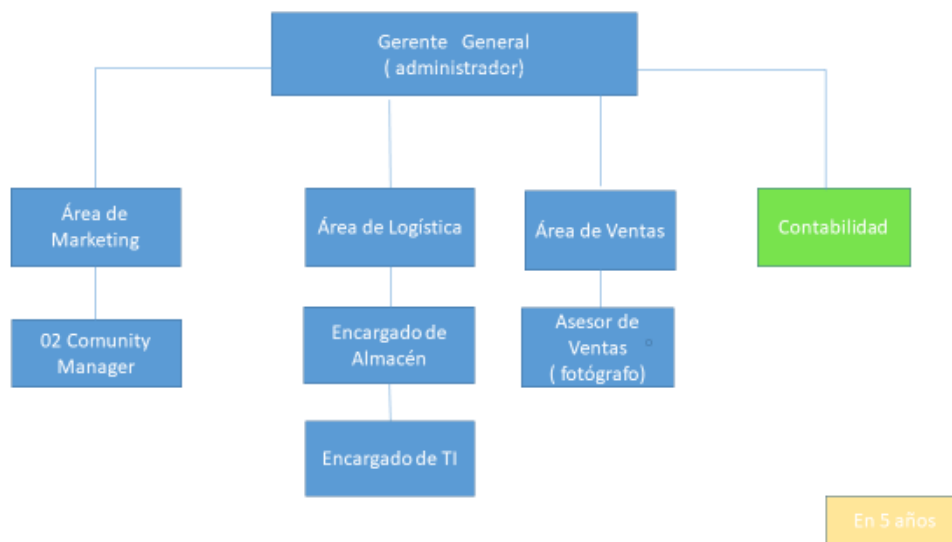 Gerente General
( administrador)
Área de
Marketing
Área de Logística
Área de Ventas
Contabilidad
02 Comunity
Manager
Encargado de
Almacén
Asesor de
Ventas
( fotógrafo)
Encargado de TI
En 5 años